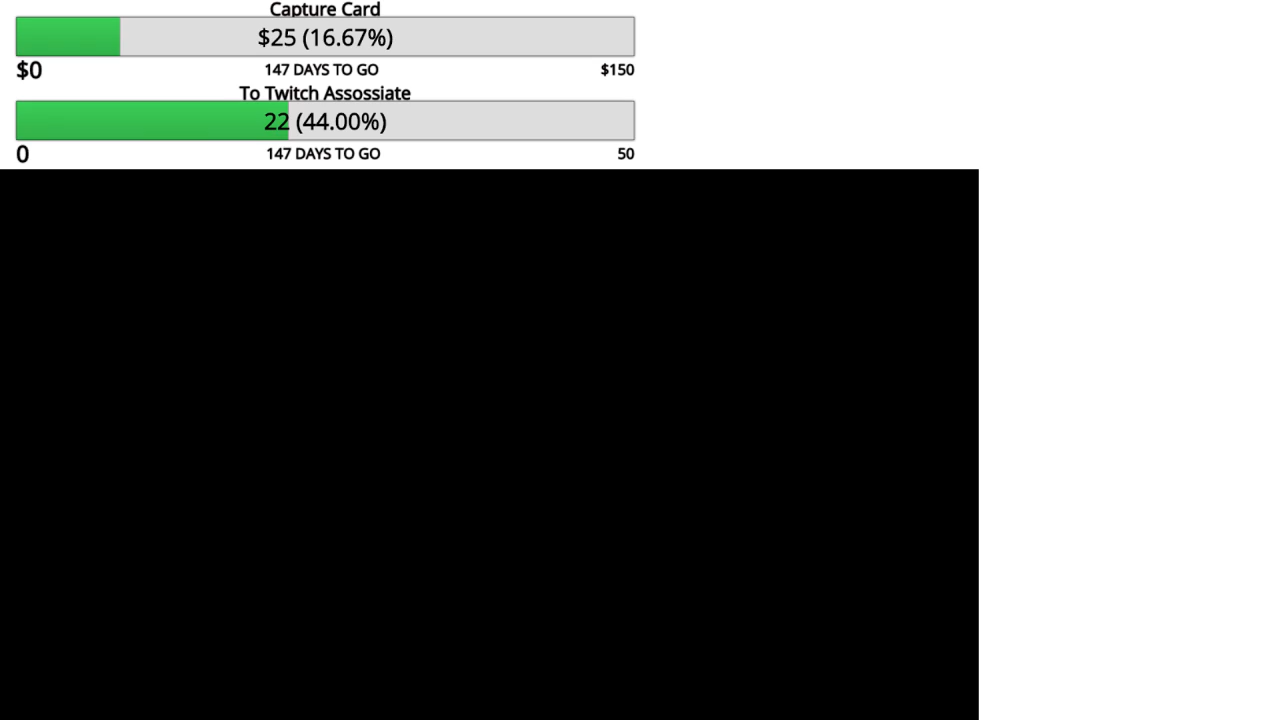 Capture Card
$25 (16.67%)
$0 147 DAYS TO GO $150
To Twitch Assossiate
22 (44.00%)
0 147 DAYS TO GO 50